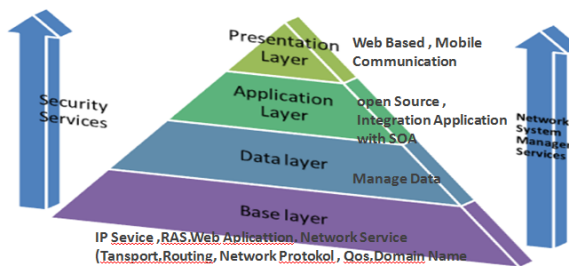 Presentation
Layer
Web Based , Mobile
Communication
Security
Services
Application
Layer
open Source ,
Integration Application
with SOA
Network
System
Manager
Services
Data layer
Manage Data
Base layer
IP Sevice ,RAS.Web Aplicattion. Network Service
(Tansport.Routing, Network Protokol , Qos.Domain Name